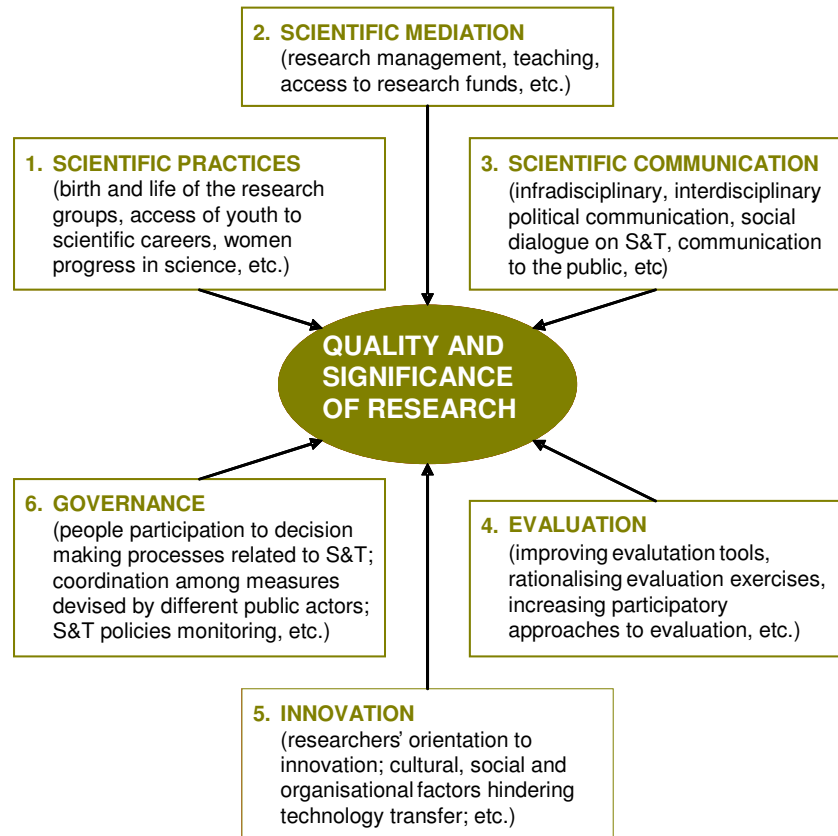 2. SCIENTIFIC MEDIATION
(research management, teaching,
access to research funds, etc.)
1. SCIENTIFIC PRACTICES
(birth and life of the research
groups, access of youth to
scientific careers, women
progress in science, etc.)
3. SCIENTIFIC COMMUNICATION
(infradisciplinary, interdisciplinary
political communication, social
dialogue on S&T, communication
to the public, etc)
QUALITY AND
SIGNIFICANCE
OF RESEARCH
6. GOVERNANCE
(people participation to decision
making processes related to S&T;
coordination among measures
devised by different public actors;
S&T policies monitoring, etc.)
4. EVALUATION
(improving evalutation tools,
rationalising evaluation exercises,
increasing participatory
approaches to evaluation, etc.)
5. INNOVATION
(researchers’ orientation to
innovation; cultural, social and
organisational factors hindering
technology transfer; etc.)